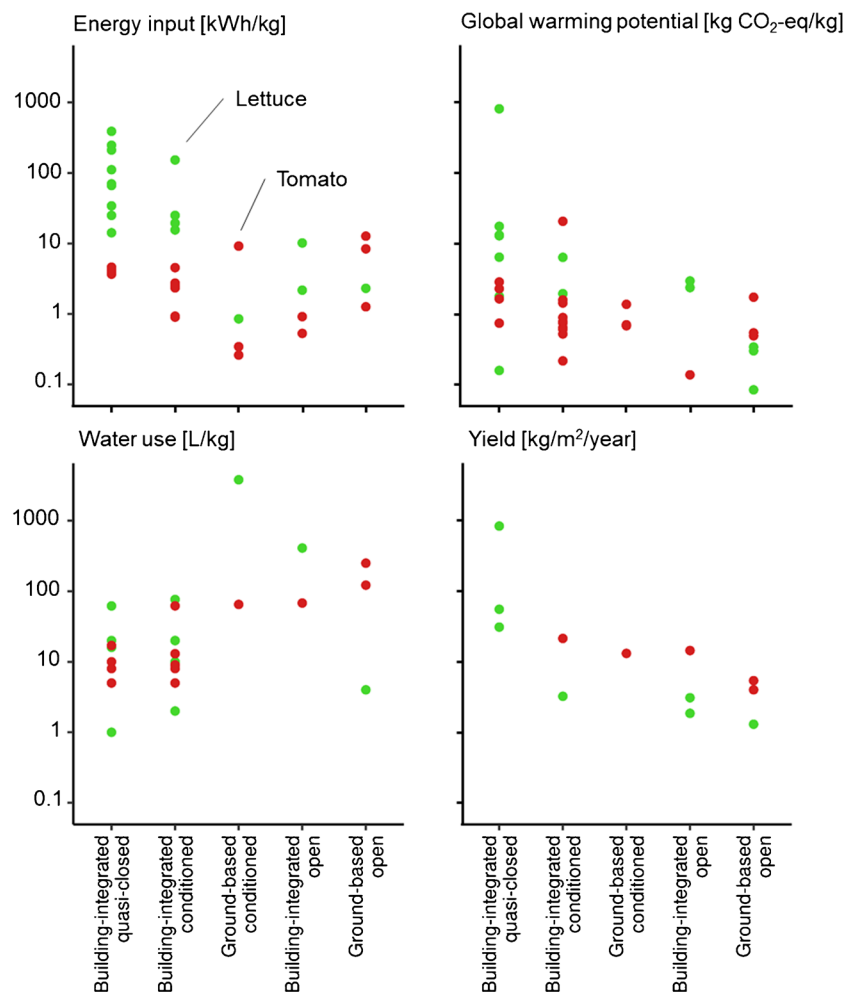 Energy input [kWh/kg]
Global warming potential [kg CO₂-eq/kg]
1000
100
10
1
0.1
Lettuce
Tomato
Water use [L/kg]
Yield [kg/m²/year]
1000
100
10
1
0.1
Building-integrated
quasi-closed
Building-integrated
conditioned
Ground-based
conditioned
Building-integrated
open
Ground-based
open
Building-integrated
quasi-closed
Building-integrated
conditioned
Ground-based
conditioned
Building-integrated
open
Ground-based
open